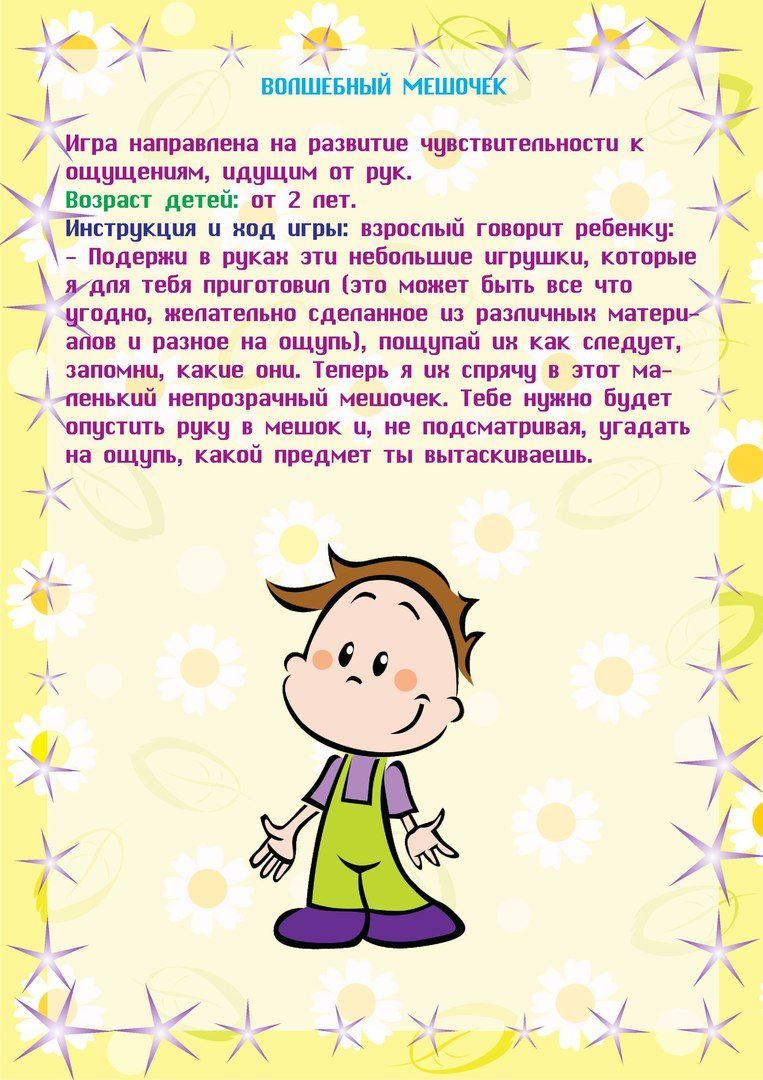 ВОЛШЕБНЫЙ МЕШОЧЕК
Игра направлена на развитие чувствительности к
ощущениям, идущим от рук.
Возраст детей: от 2 лет.
Инструкция и ход игры: взрослый говорит ребенку:
- Подержи в руках эти небольшие игрушки, которые
я для тебя приготовил (это может быть все что
угодно, желательно сделанное из различных матери-
алов и разное на ощупь), пощупай их как следует,
запомни, какие они. Теперь я их спрячу в этот ма-
ленький непрозрачный мешочек. Тебе нужно будет
опустить руку в мешок и, не подсматривая, угадать
на ощупь, какой предмет ты вытаскиваешь.